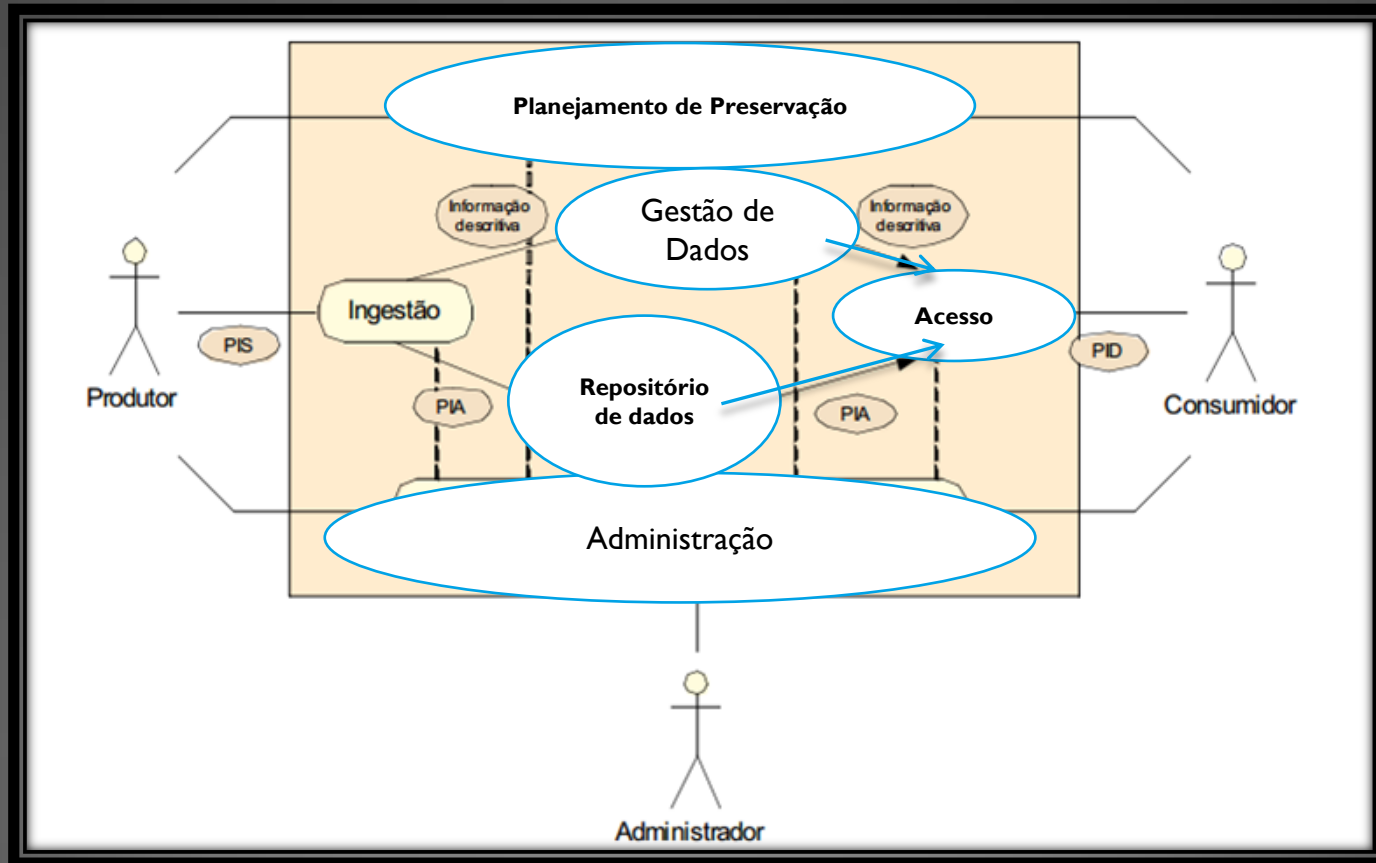 Planejamento de Preservação
Informação
descritiva
Gestão de
Dados
Informação
descritiva
Ingestão
Acesso
PIS
PID
Produtor
Repositório
de dados
Consumidor
PIA
PIA
Administração
Administrador